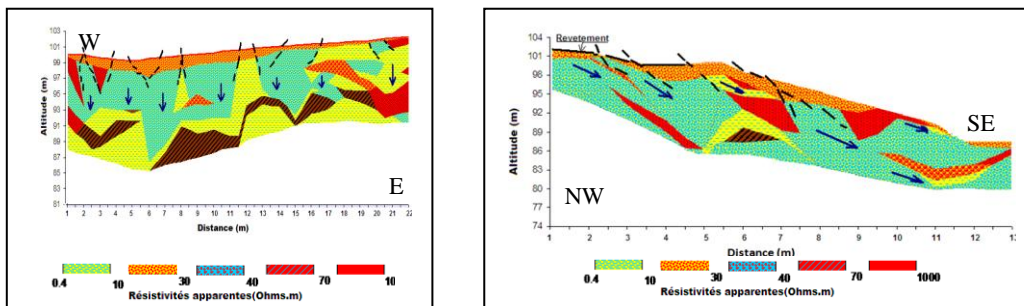 W
E
Altitude (m)
103
101
99
97
95
93
91
89
87
85
83
81
1 2 3 4 5 6 7 8 9 10 11 12 13 14 15 16 17 18 19 20 21 22
Distance (m)
0.4 10 30 40 70 10
Résistivités apparentes(Ohms.m)
Revetement
NW
SE
Altitude (m)
104
101
98
95
92
89
86
83
80
77
74
1 2 3 4 5 6 7 8 9 10 11 12 13
Distance (m
0.4 10 30 40 70 1000
Résistivités apparentes(Ohms.m)